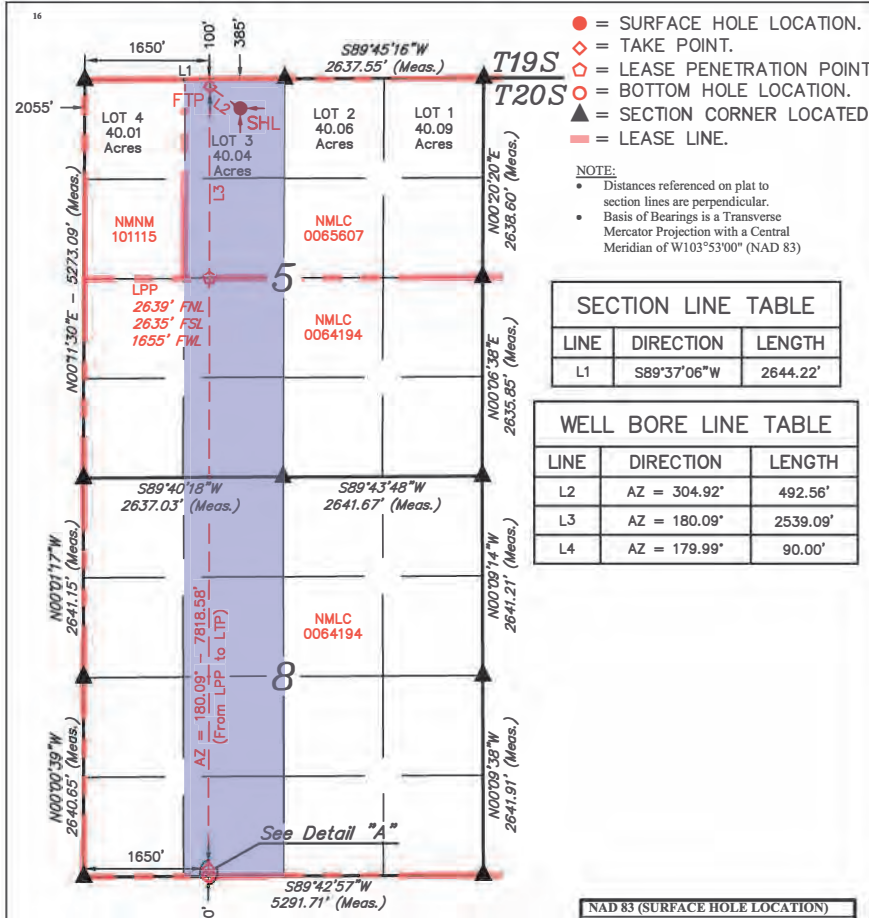 16
1650'
100'
385'
S89°45'16"W
2637.55' (Meas.)
T19S
T20S
L1
2055'
FTP
L2
SHL
LOT 4
40.01
Acres
LOT 3
40.04
Acres
LOT 2
40.06
Acres
LOT 1
40.09
Acres
= SURFACE HOLE LOCATION.
= TAKE POINT.
= LEASE PENETRATION POINT
= BOTTOM HOLE LOCATION.
= SECTION CORNER LOCATED
= LEASE LINE.
NOTE:
• Distances referenced on plat to
section lines are perpendicular.
• Basis of Bearings is a Transverse
Mercator Projection with a Central
Meridian of W103°53'00" (NAD 83)
N00°11'30"E - 5273.09' (Meas.)
N00°20'20"E
2638.60' (Meas.)
L3
NMNM
101115
NMLC
0065607
5
LPP
2639' FNL
2635' FSL
1655' FWL
NMLC
0064194
N00°06'38"E
2635.85' (Meas.)
SECTION LINE TABLE
LINE DIRECTION LENGTH
L1 S89°37'06"W 2644.22'
WELL BORE LINE TABLE
LINE DIRECTION LENGTH
L2 AZ = 304.92° 492.56'
L3 AZ = 180.09° 2539.09'
L4 AZ = 179.99° 90.00'
S89°40'18"W
2637.03' (Meas.)
S89°43'48"W
2641.67' (Meas.)
N00°01'17"W
2641.15' (Meas.)
N00°09'14"W
2641.21' (Meas.)
NMLC
0064194
AZ = 180.09° - 7818.58'
(From LPP to LTP)
8
N00°00'39"W
2640.65' (Meas.)
N00°09'38"W
2641.91' (Meas.)
See Detail "A"
1650'
S89°42'57"W
5291.71' (Meas.)
NAD 83 (SURFACE HOLE LOCATION)